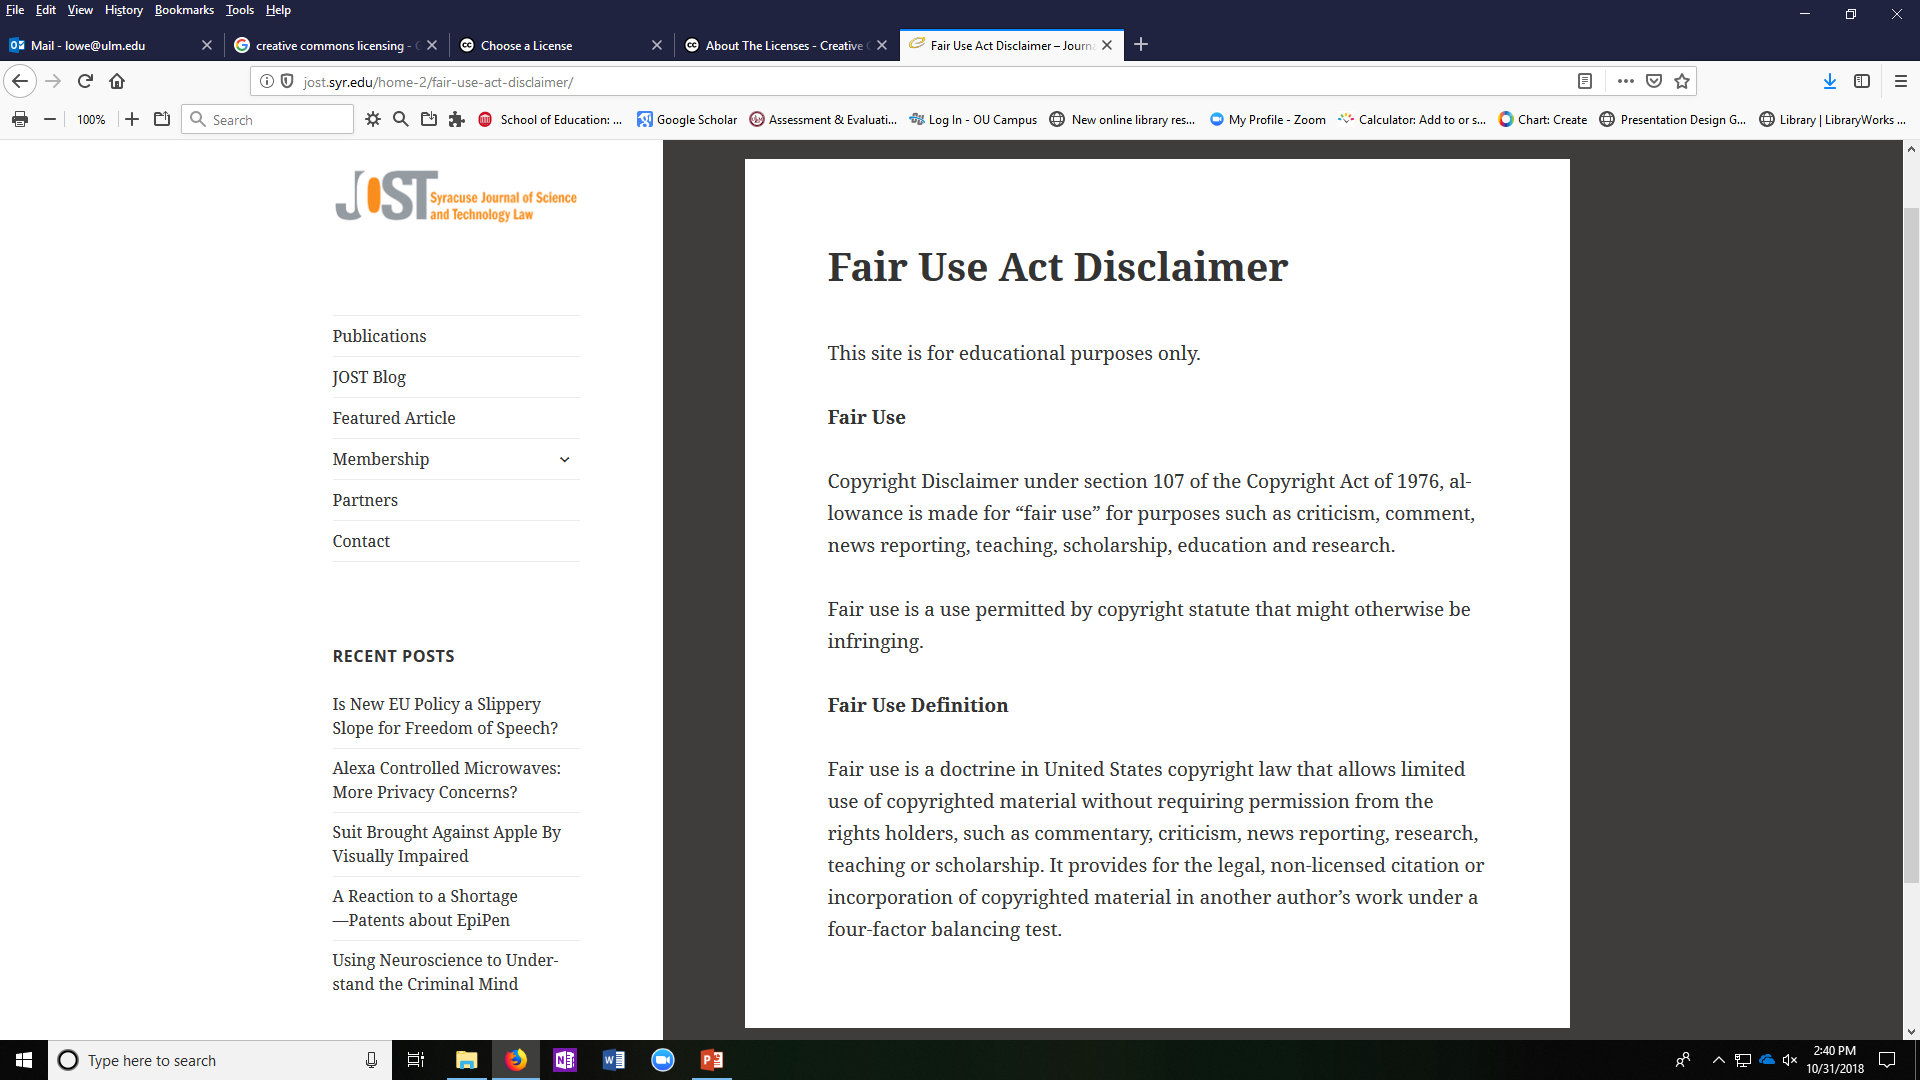 File Edit View History Bookmarks Tools Help
Mail - lowe@ulm.edu
creative commons licensing - G
Choose a License
About The Licenses - Creative C
Fair Use Act Disclaimer – Journa
jost.syr.edu/home-2/fair-use-act-disclaimer/
100%
Search
School of Education: ...
Google Scholar
Assessment & Evaluati...
Log In - OU Campus
New online library res...
My Profile - Zoom
Calculator: Add to or s...
Chart: Create
Presentation Design G...
Library | LibraryWorks ...
JOST Syracuse Journal of Science
and Technology Law
Publications
JOST Blog
Featured Article
Membership
Partners
Contact
RECENT POSTS
Is New EU Policy a Slippery
Slope for Freedom of Speech?
Alexa Controlled Microwaves:
More Privacy Concerns?
Suit Brought Against Apple By
Visually Impaired
A Reaction to a Shortage
—Patents about EpiPen
Using Neuroscience to Under-
stand the Criminal Mind
Fair Use Act Disclaimer
This site is for educational purposes only.
Fair Use
Copyright Disclaimer under section 107 of the Copyright Act of 1976, al-
lowance is made for “fair use” for purposes such as criticism, comment,
news reporting, teaching, scholarship, education and research.
Fair use is a use permitted by copyright statute that might otherwise be
infringing.
Fair Use Definition
Fair use is a doctrine in United States copyright law that allows limited
use of copyrighted material without requiring permission from the
rights holders, such as commentary, criticism, news reporting, research,
teaching or scholarship. It provides for the legal, non-licensed citation or
incorporation of copyrighted material in another author’s work under a
four-factor balancing test.
Type here to search
2:40 PM
10/31/2018